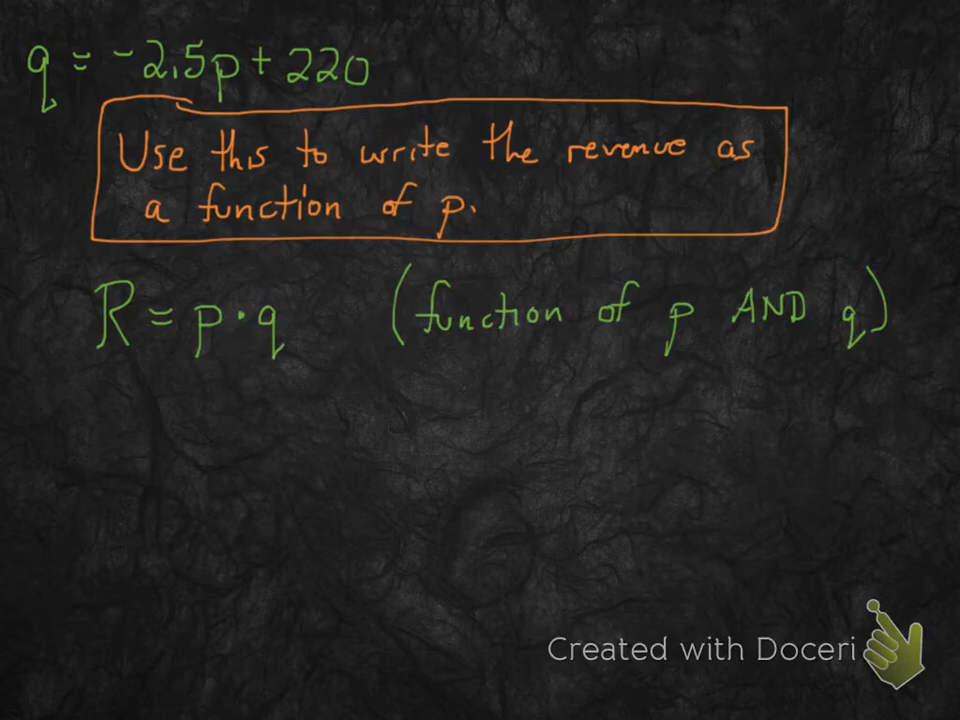 q = -2.5p + 220
Use this to write the revenue as
a function of p.
R = p · q (function of p AND q)
Created with Doceri